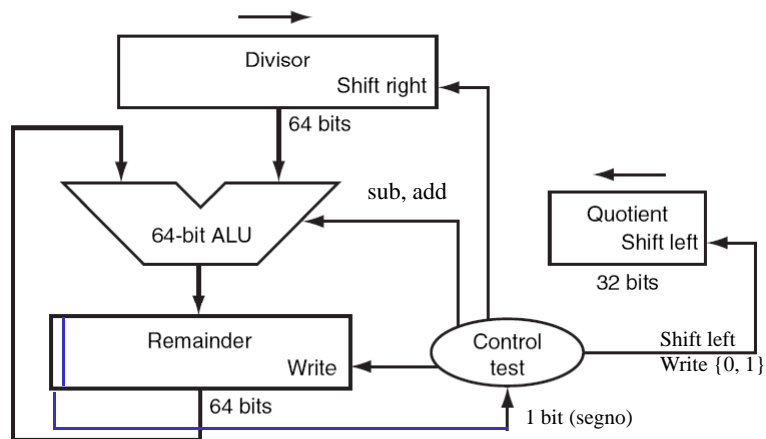 Divisor
Shift right
64 bits
sub, add
64-bit ALU
Quotient
Shift left
32 bits
Remainder
Write
Control
test
Shift left
Write {0, 1}
64 bits
1 bit (segno)